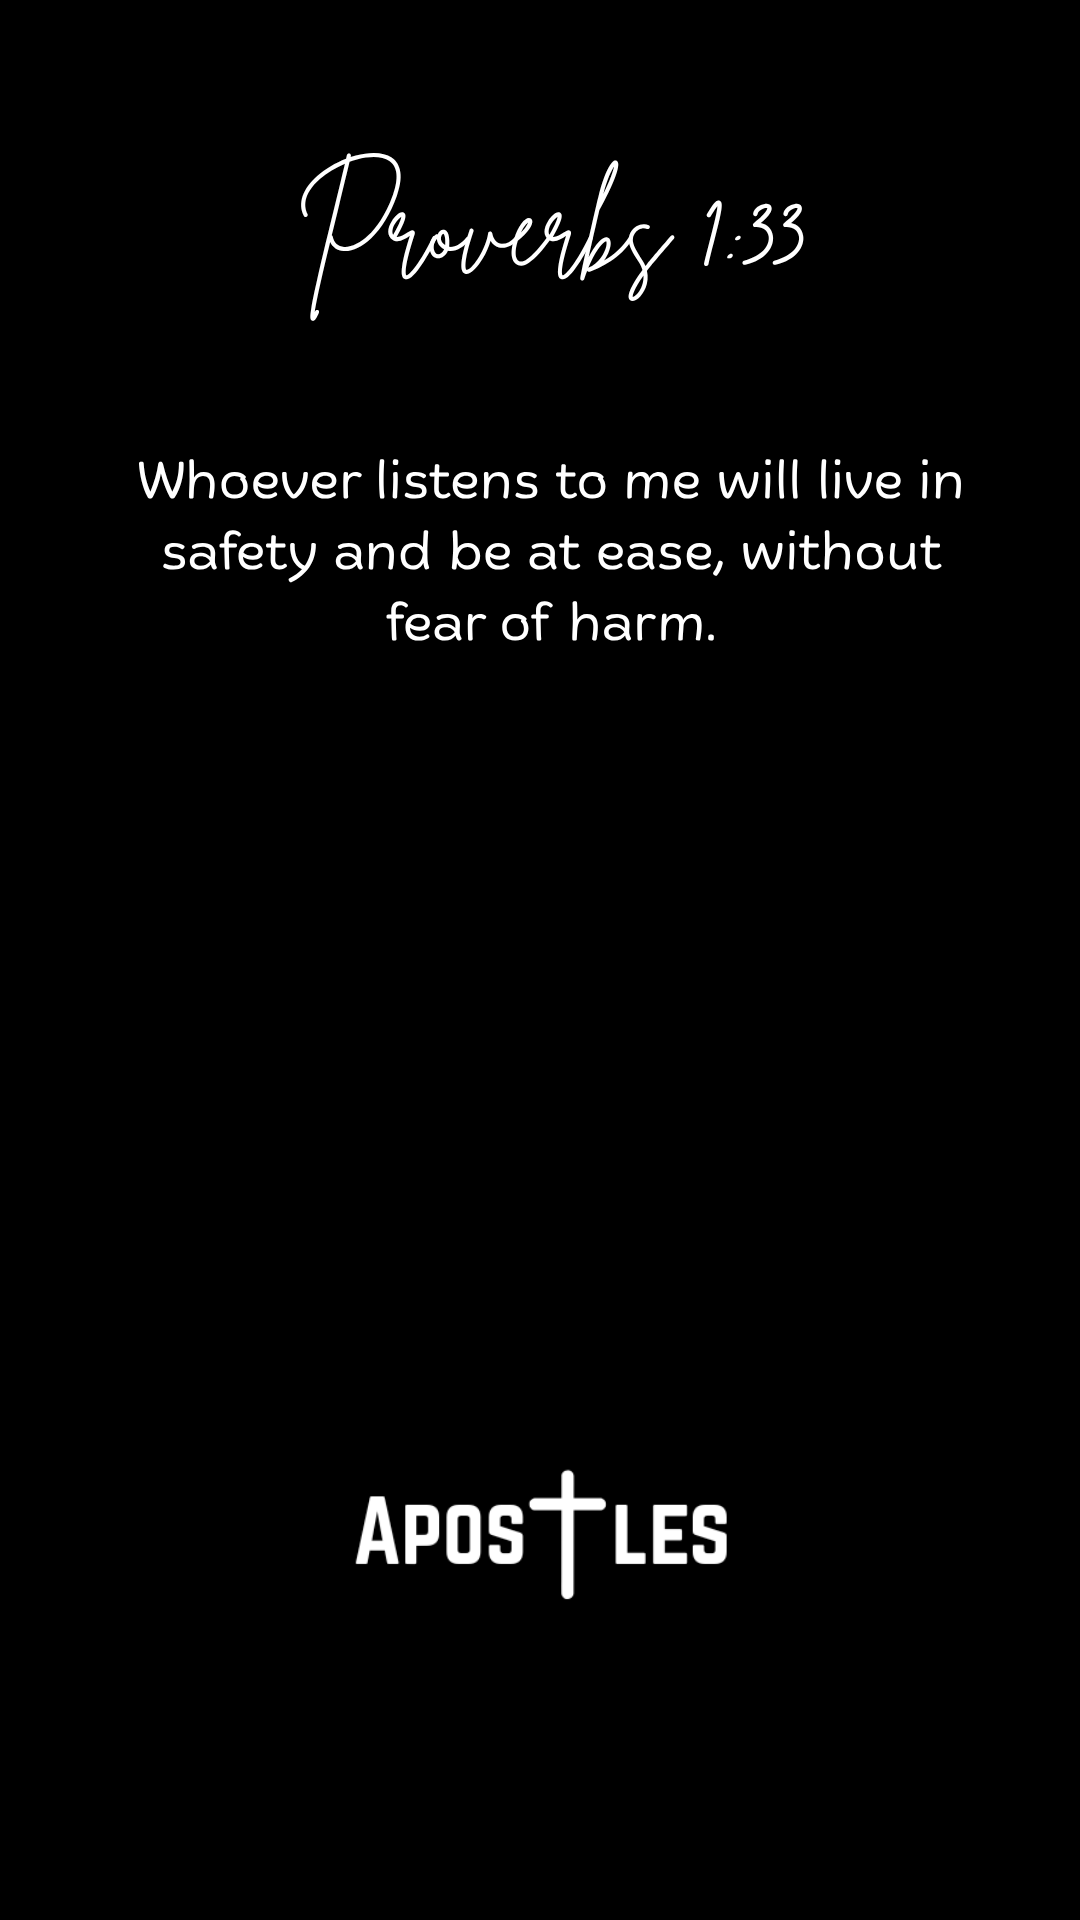 Proverbs 1:33
Whoever listens to me will live in
safety and be at ease, without
fear of harm.
APOSTLES